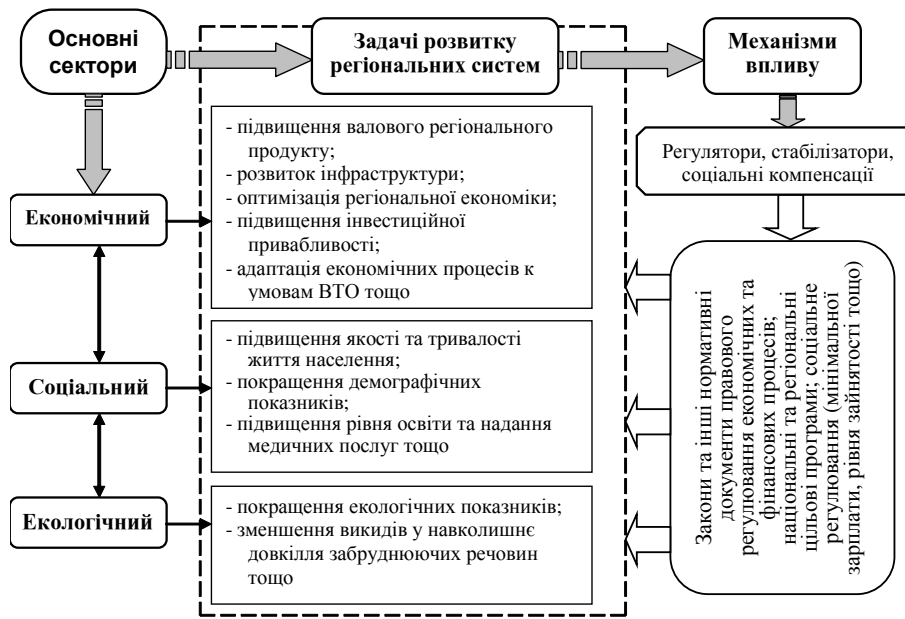 Основні
сектори
Задачі розвитку
регіональних систем
Механізми
впливу
Регулятори, стабілізатори,
соціальні компенсації
Економічний
- підвищення валового регіонального
продукту;
- розвиток інфраструктури;
- оптимізація регіональної економіки;
- підвищення інвестиційної
привабливості;
- адаптація економічних процесів к
умовам ВТО тощо
Соціальний
- підвищення якості та тривалості
життя населення;
- покращення демографічних
показників;
- підвищення рівня освіти та надання
медичних послуг тощо
Екологічний
- покращення екологічних показників;
- зменшення викидів у навколишнє
довкілля забруднюючих речовин
тощо
Закони та інші нормативні
документи правового
регулювання економічних та
фінансових процесів;
національні та регіональні
цільові програми; соціальне
регулювання (мінімальної
зарплати, рівня зайнятості тощо)